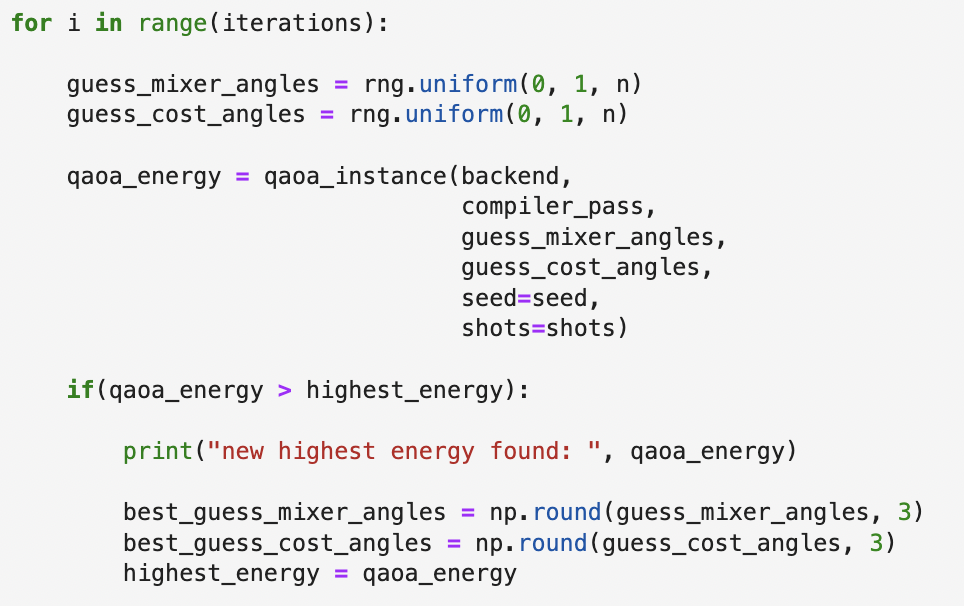 for i in range(iterations):
guess_mixer_angles = rng.uniform(0, 1, n)
guess_cost_angles = rng.uniform(0, 1, n)
qaoa_energy = qaoa_instance(backend,
compiler_pass,
guess_mixer_angles,
guess_cost_angles,
seed=seed,
shots=shots)
if(qaoa_energy > highest_energy):
print("new highest energy found: ", qaoa_energy)
best_guess_mixer_angles = np.round(guess_mixer_angles, 3)
best_guess_cost_angles = np.round(guess_cost_angles, 3)
highest_energy = qaoa_energy